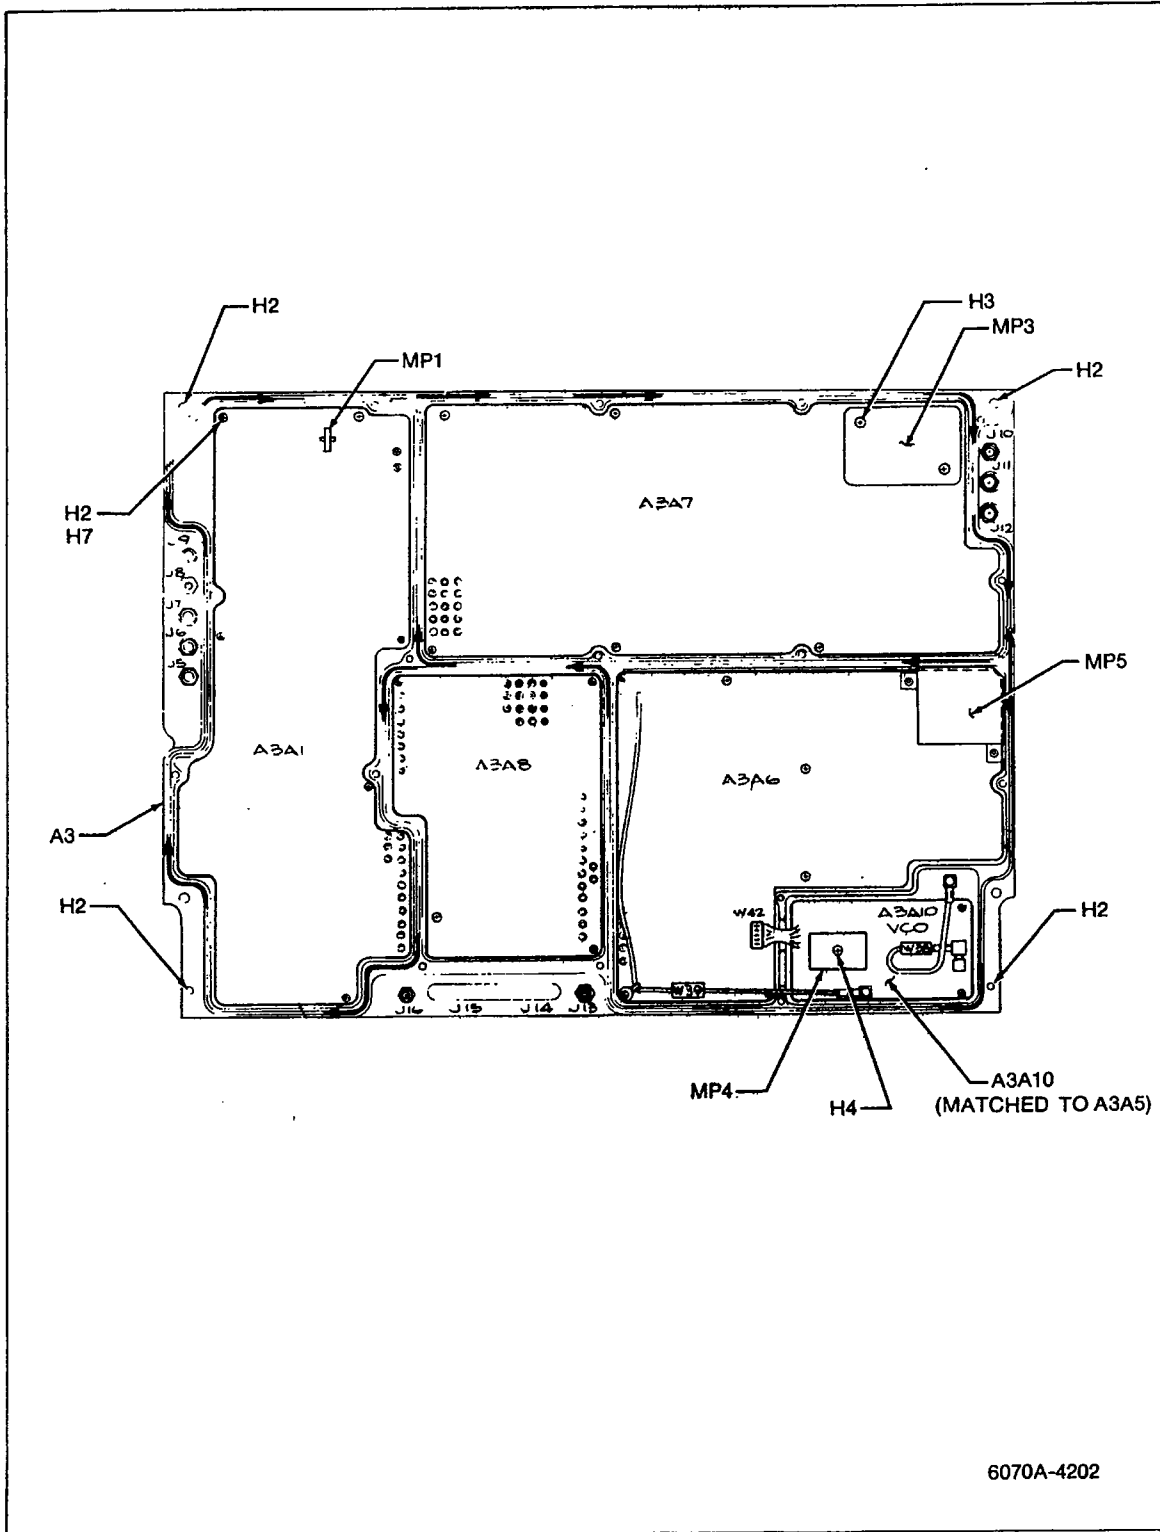 H2
H3
MP3
MP1
H2
J10
J11
J12
A3A7
H2
H7
J9
J8
J7
J6
J5
MP5
A3A1
A3A8
A3A6
A3
H2
W42
A3A10
VCO
H2
J16
J15
J14
J13
MP4
H4
A3A10
(MATCHED TO A3A5)
6070A-4202